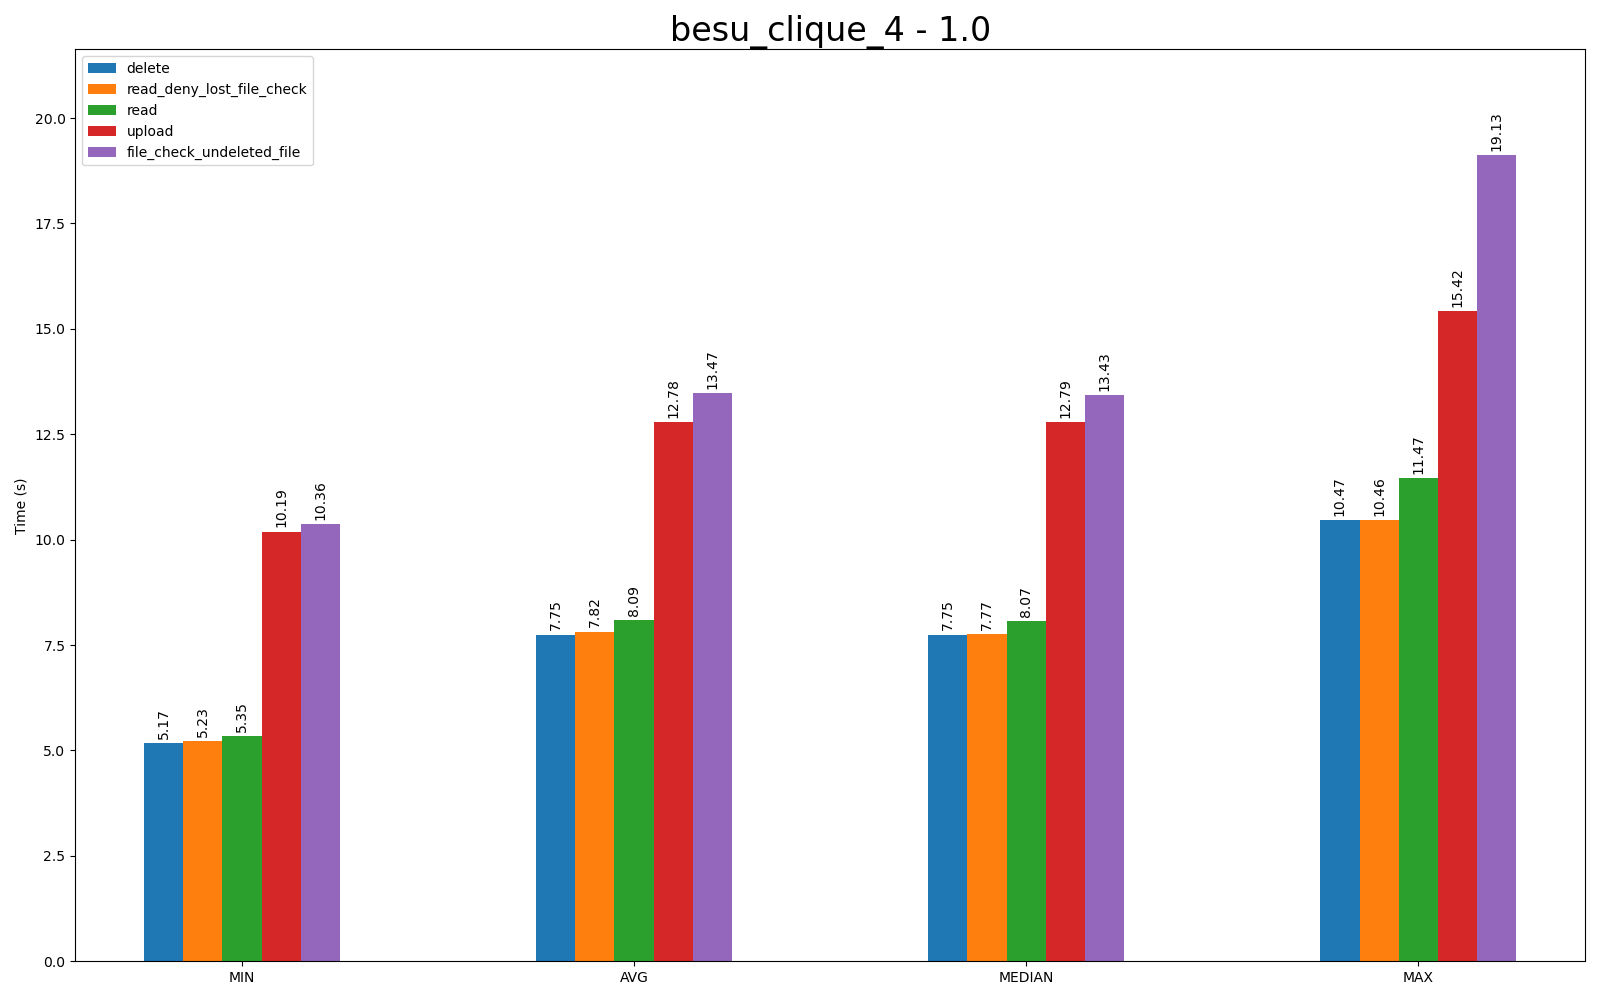 besu_clique_4 - 1.0
delete
read_deny_lost_file_check
read
upload
file_check_undeleted_file
Time (s)
20.0
17.5
15.0
12.5
10.0
7.5
5.0
2.5
0.0
5.17
5.23
5.35
10.19
10.36
7.75
7.82
8.09
12.78
13.47
7.75
7.77
8.07
12.79
13.43
10.47
10.46
11.47
15.42
19.13
MIN
AVG
MEDIAN
MAX